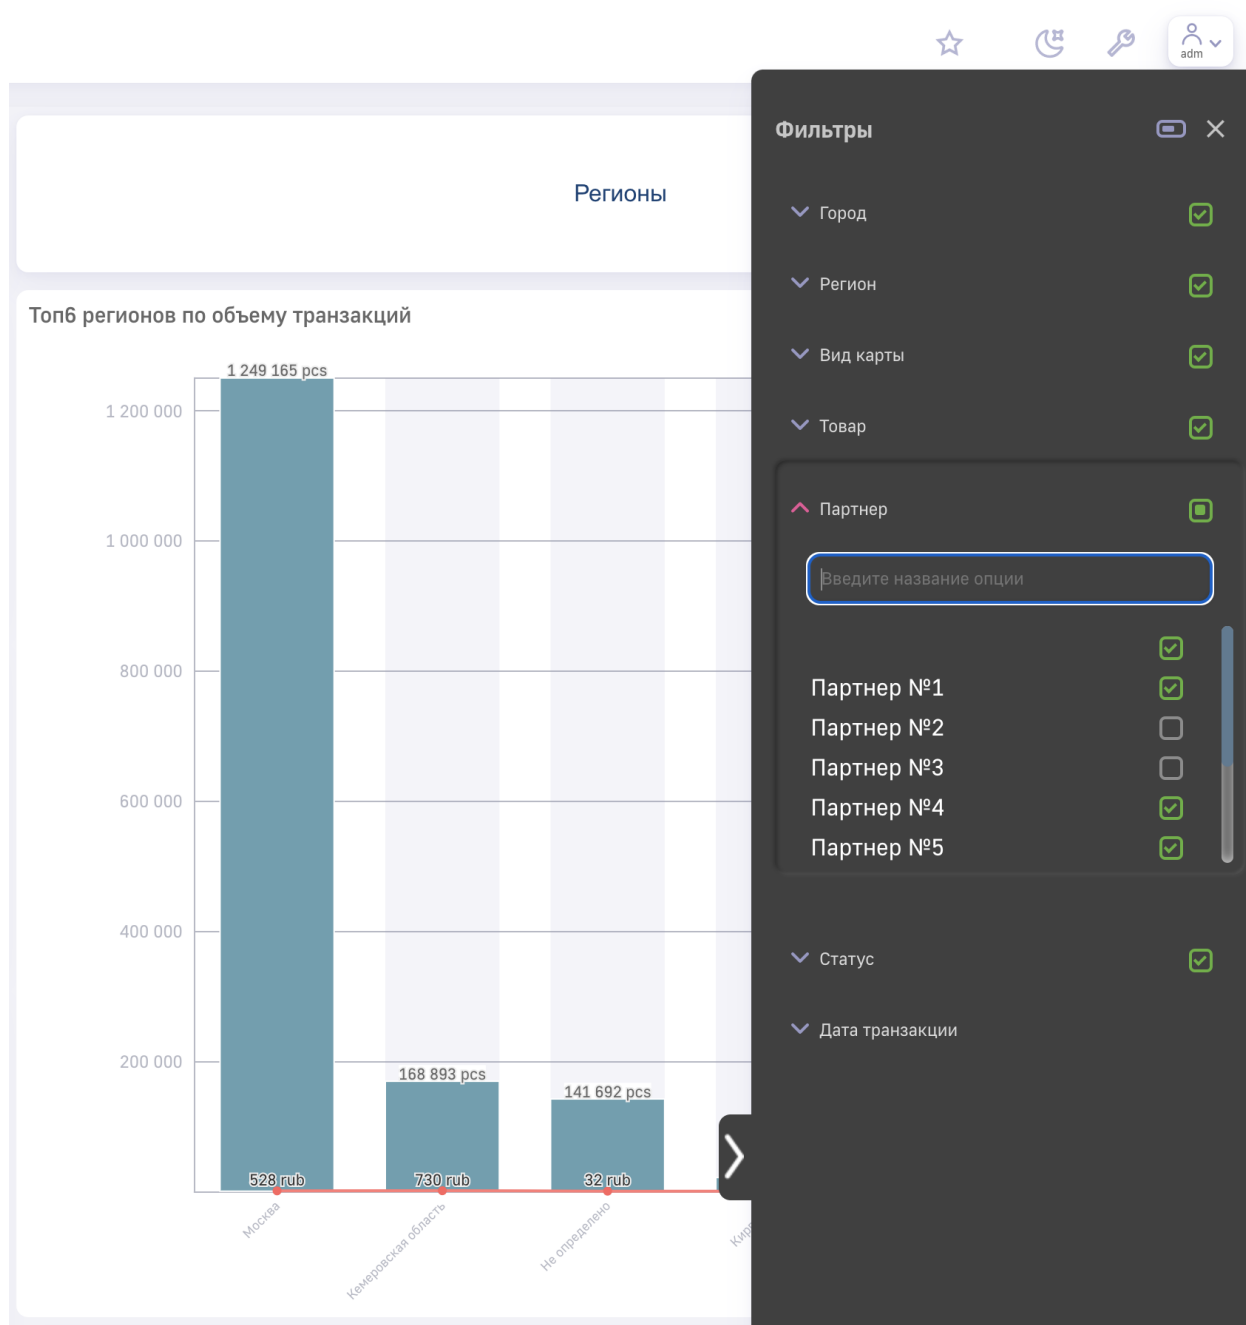 adm
Фильтры
Регионы
Город
Регион
Вид карты
Товар
Партнер
Введите название опции
Партнер №1
Партнер №2
Партнер №3
Партнер №4
Партнер №5
Статус
Дата транзакции
Топ6 регионов по объему транзакций
1 249 165 pcs
1 200 000
1 000 000
800 000
600 000
400 000
200 000
168 893 pcs
141 692 pcs
528 rub
730 rub
32 rub
Москва
Кемеровская область
Не определено